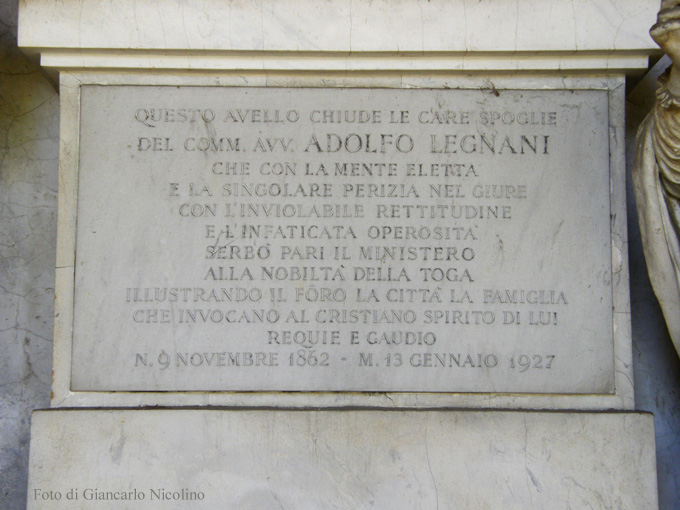 QUESTO AVELLO CHIUDE LE CARE SPOGLIE
DEL COMM. AVV. ADOLFO LEGNANI
CHE CON LA MENTE ELETTA
E LA SINGOLARE PERIZIA NEL GIURE
CON L'INVIOLABILE RETTITUDINE
E L'INFATICATA OPEROSITÀ
SERBÒ PARI IL MINISTERO
ALLA NOBILTÀ DELLA TOGA
ILLUSTRANDO IL FÔRO LA CITTÀ LA FAMIGLIA
CHE INVOCANO AL CRISTIANO SPIRITO DI LUI
REQUIE E GAUDIO
N. 9 NOVEMBRE 1862 - M. 13 GENNAIO 1927
Foto di Giancarlo Nicolino